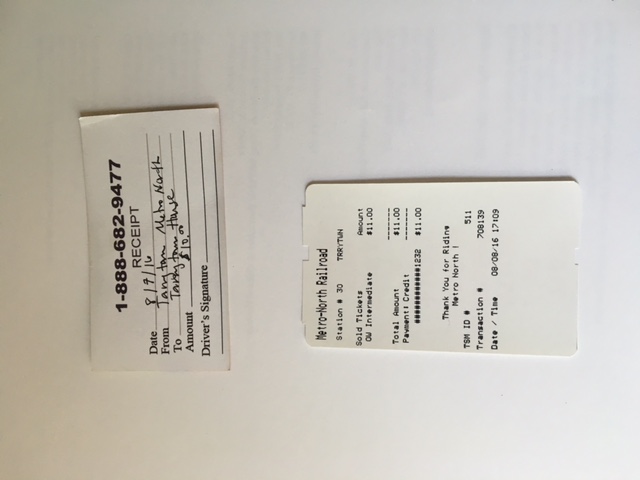 1-888-682-9477
RECEIPT
Date 8/7/16
From Tarrytown Metro North
To Tarrytown House
Amount $10.00
Driver's Signature
Metro-North Railroad
Station # 30 TRRYTWN
Sold Tickets Amount
OW Intermediate $11.00
-------
Total Amount $11.00
Payment: Credit -------
############1232 $11.00
Thank You for Riding
Metro North !
TSM ID # 511
Transaction # 708139
Date / Time 08/08/16 17:09